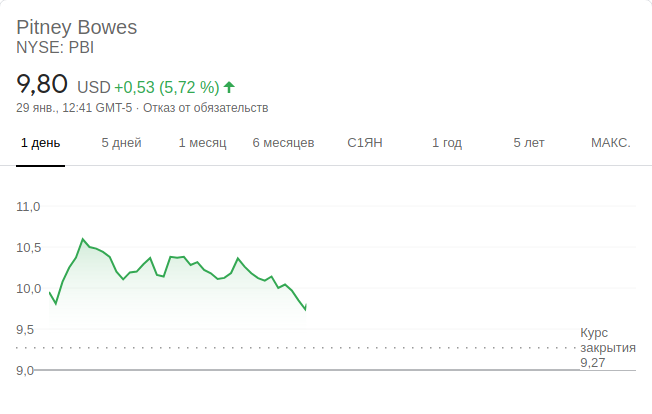 Pitney Bowes
NYSE: PBI
9,80 USD +0,53 (5,72 %)
29 янв., 12:41 GMT-5 · Отказ от обязательств
1 день 5 дней 1 месяц 6 месяцев С1ЯН 1 год 5 лет МАКС.
11,0
10,5
10,0
9,5
Курс
закрытия
9,27
9,0